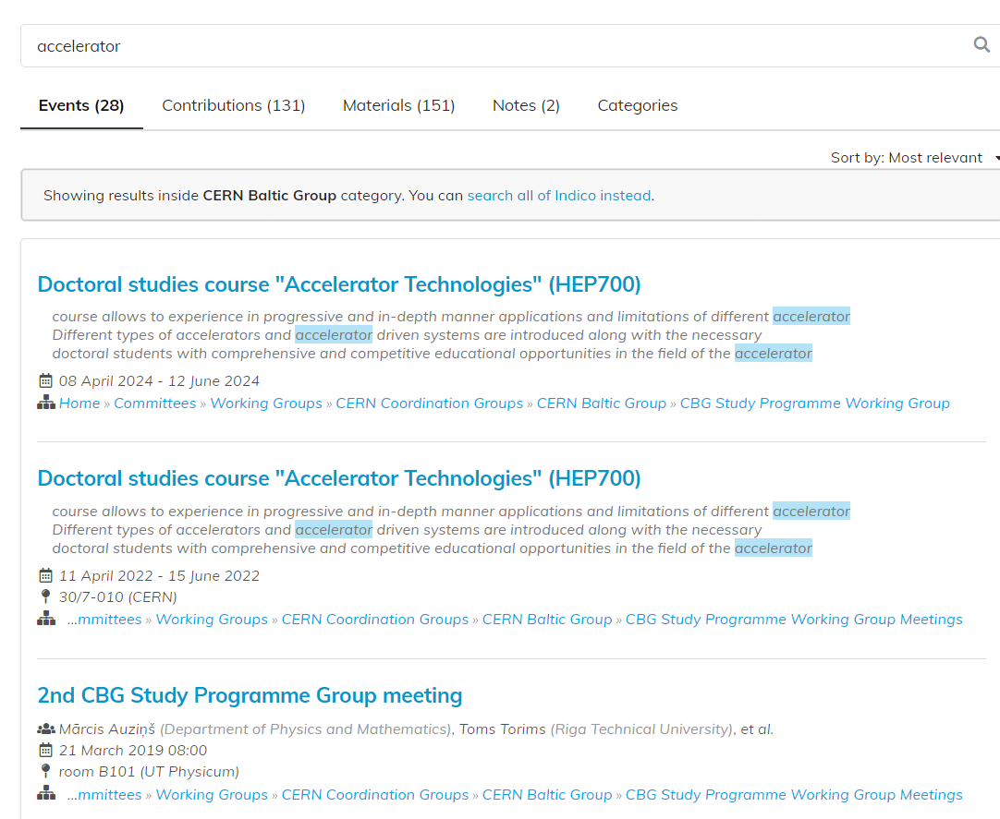 accelerator
Events (28) Contributions (131) Materials (151) Notes (2) Categories
Sort by: Most relevant
Showing results inside CERN Baltic Group category. You can search all of Indico instead.
Doctoral studies course "Accelerator Technologies" (HEP700)
course allows to experience in progressive and in-depth manner applications and limitations of different accelerator
Different types of accelerators and accelerator driven systems are introduced along with the necessary
doctoral students with comprehensive and competitive educational opportunities in the field of the accelerator
08 April 2024 - 12 June 2024
Home » Committees » Working Groups » CERN Coordination Groups » CERN Baltic Group » CBG Study Programme Working Group
Doctoral studies course "Accelerator Technologies" (HEP700)
course allows to experience in progressive and in-depth manner applications and limitations of different accelerator
Different types of accelerators and accelerator driven systems are introduced along with the necessary
doctoral students with comprehensive and competitive educational opportunities in the field of the accelerator
11 April 2022 - 15 June 2022
30/7-010 (CERN)
...mmittees » Working Groups » CERN Coordination Groups » CERN Baltic Group » CBG Study Programme Working Group Meetings
2nd CBG Study Programme Group meeting
Mārcis Auziņš (Department of Physics and Mathematics), Toms Torims (Riga Technical University), et al.
21 March 2019 08:00
room B101 (UT Physicum)
...mmittees » Working Groups » CERN Coordination Groups » CERN Baltic Group » CBG Study Programme Working Group Meetings